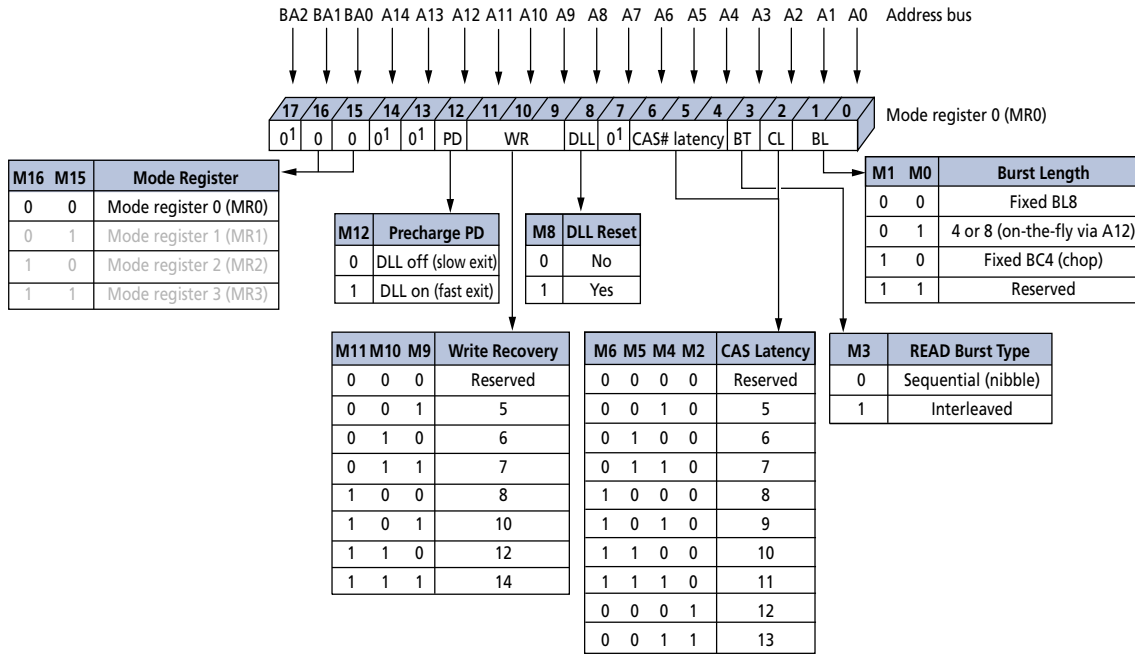 BA2 BA1 BA0 A14 A13 A12 A11 A10 A9 A8 A7 A6 A5 A4 A3 A2 A1 A0 Address bus
17 16 15 14 13 12 11 10 9 8 7 6 5 4 3 2 1 0 Mode register 0 (MR0)
0¹ 0 0 0¹ 0¹ PD WR DLL 0¹ CAS# latency BT CL BL
M16 M15 Mode Register
0 0 Mode register 0 (MR0)
0 1 Mode register 1 (MR1)
1 0 Mode register 2 (MR2)
1 1 Mode register 3 (MR3)
M12 Precharge PD
0 DLL off (slow exit)
1 DLL on (fast exit)
M8 DLL Reset
0 No
1 Yes
M1 M0 Burst Length
0 0 Fixed BL8
0 1 4 or 8 (on-the-fly via A12)
1 0 Fixed BC4 (chop)
1 1 Reserved
M11 M10 M9 Write Recovery
0 0 0 Reserved
0 0 1 5
0 1 0 6
0 1 1 7
1 0 0 8
1 0 1 10
1 1 0 12
1 1 1 14
M6 M5 M4 M2 CAS Latency
0 0 0 0 Reserved
0 0 1 0 5
0 1 0 0 6
0 1 1 0 7
1 0 0 0 8
1 0 1 0 9
1 1 0 0 10
1 1 1 0 11
0 0 0 1 12
0 0 1 1 13
M3 READ Burst Type
0 Sequential (nibble)
1 Interleaved